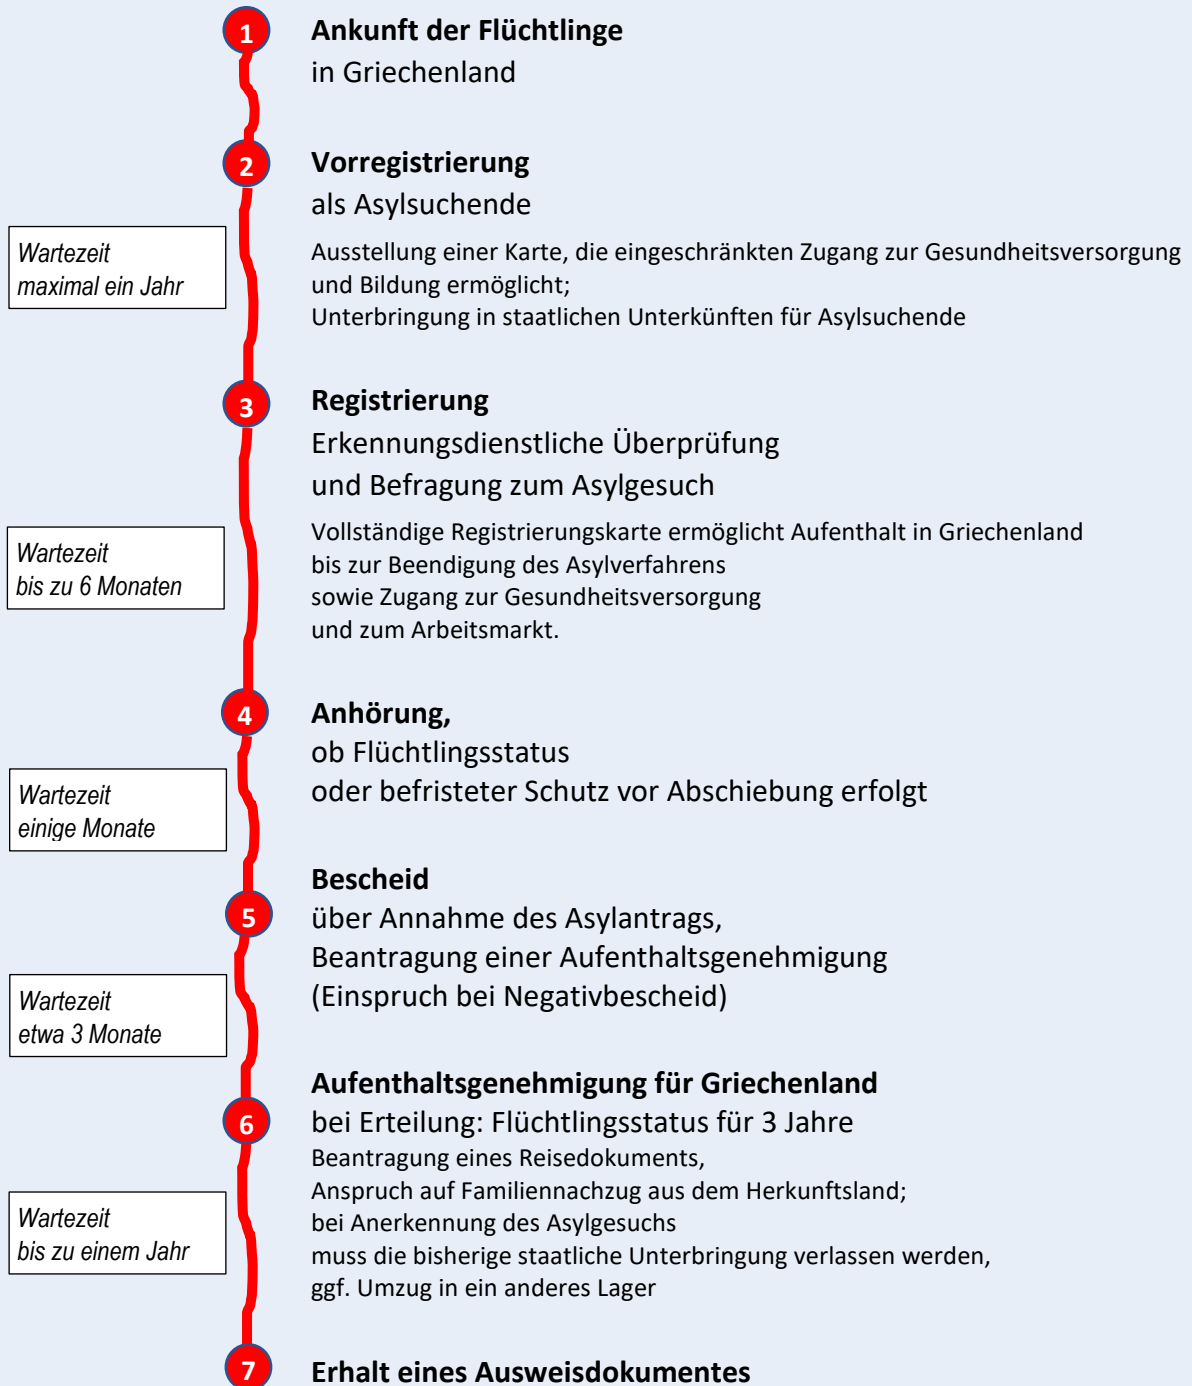 1
Ankunft der Flüchtlinge
in Griechenland
2
Vorregistrierung
als Asylsuchende
Wartezeit
maximal ein Jahr
Ausstellung einer Karte, die eingeschränkten Zugang zur Gesundheitsversorgung
und Bildung ermöglicht;
Unterbringung in staatlichen Unterkünften für Asylsuchende
3
Registrierung
Erkennungsdienstliche Überprüfung
und Befragung zum Asylgesuch
Wartezeit
bis zu 6 Monaten
Vollständige Registrierungskarte ermöglicht Aufenthalt in Griechenland
bis zur Beendigung des Asylverfahrens
sowie Zugang zur Gesundheitsversorgung
und zum Arbeitsmarkt.
4
Anhörung,
ob Flüchtlingsstatus
oder befristeter Schutz vor Abschiebung erfolgt
Wartezeit
einige Monate
Bescheid
5
über Annahme des Asylantrags,
Beantragung einer Aufenthaltsgenehmigung
(Einspruch bei Negativbescheid)
Wartezeit
etwa 3 Monate
Aufenthaltsgenehmigung für Griechenland
6
bei Erteilung: Flüchtlingsstatus für 3 Jahre
Beantragung eines Reisedokuments,
Anspruch auf Familiennachzug aus dem Herkunftsland;
bei Anerkennung des Asylgesuchs
muss die bisherige staatliche Unterbringung verlassen werden,
ggf. Umzug in ein anderes Lager
Wartezeit
bis zu einem Jahr
7
Erhalt eines Ausweisdokumentes